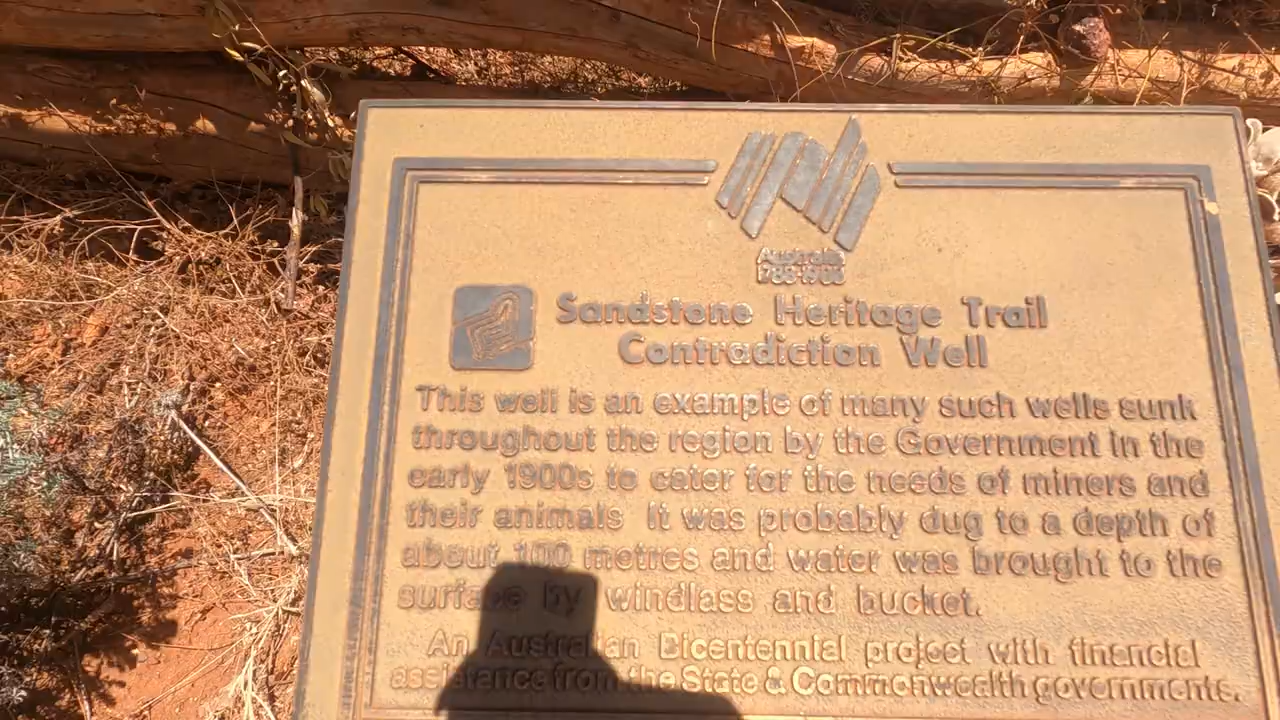 Australia
1788-1988
Sandstone Heritage Trail
Contradiction Well
This well is an example of many such wells sunk
throughout the region by the Government in the
early 1900s to cater for the needs of miners and
their animals It was probably dug to a depth of
about 100 metres and water was brought to the
surface by windlass and bucket.
An Australian Bicentennial project with financial
assistance from the State & Commonwealth governments.